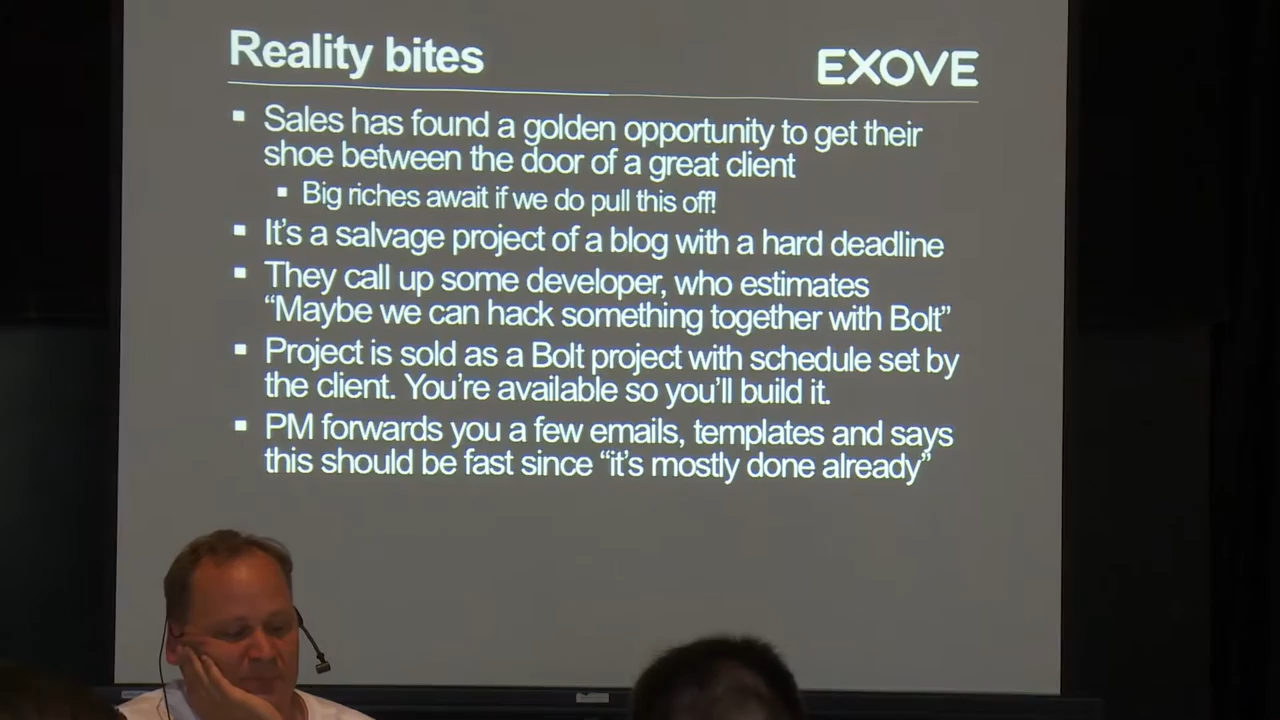 Reality bites
EXOVE
▪ Sales has found a golden opportunity to get their
shoe between the door of a great client
▪ Big riches await if we do pull this off!
▪ It’s a salvage project of a blog with a hard deadline
▪ They call up some developer, who estimates
“Maybe we can hack something together with Bolt”
▪ Project is sold as a Bolt project with schedule set by
the client. You’re available so you’ll build it.
▪ PM forwards you a few emails, templates and says
this should be fast since “it’s mostly done already”